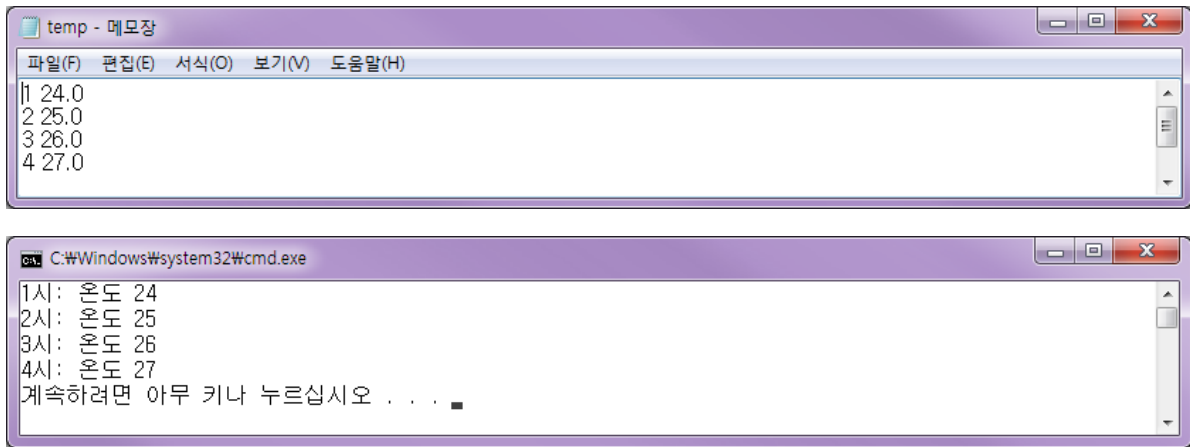 temp - 메모장
파일(F) 편집(E) 서식(O) 보기(V) 도움말(H)
1 24.0
2 25.0
3 26.0
4 27.0
C:₩Windows₩system32₩cmd.exe
1시: 온도 24
2시: 온도 25
3시: 온도 26
4시: 온도 27
계속하려면 아무 키나 누르십시오 . . .